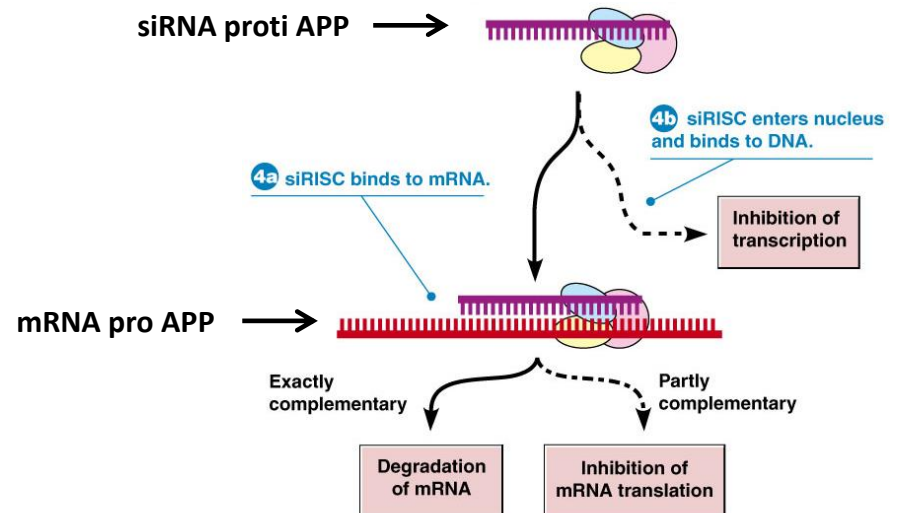 siRNA proti APP
4b siRISC enters nucleus
and binds to DNA.
4a siRISC binds to mRNA.
Inhibition of
transcription
mRNA pro APP
Exactly
complementary
Partly
complementary
Degradation
of mRNA
Inhibition of
mRNA translation